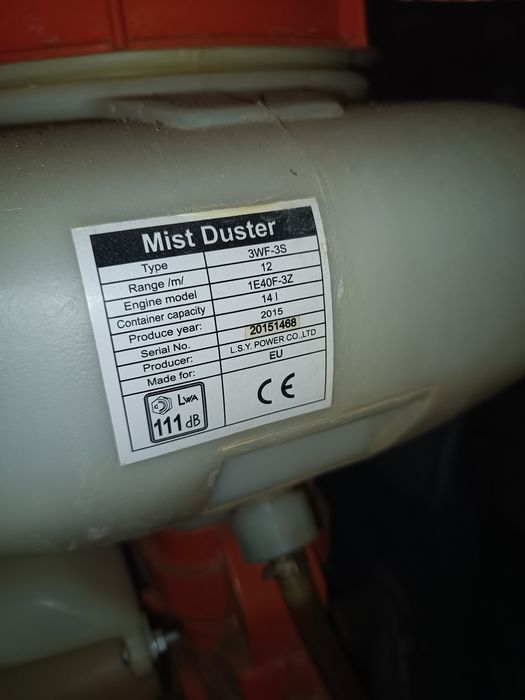 Mist Duster
Type 3WF-3S
Range /m/ 12
Engine model 1E40F-3Z
Container capacity 14 l
Produce year: 2015
Serial No. 20151468
Producer: L.S.Y. POWER CO.,LTD
Made for: EU
LWA
111 dB
CE